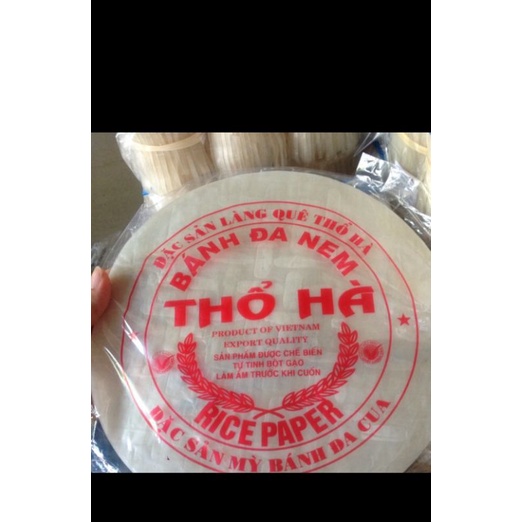 ĐẶC SẢN LÀNG QUÊ THỔ HÀ
BÁNH ĐA NEM
THỔ HÀ
PRODUCT OF VIETNAM
EXPORT QUALITY
SẢN PHẨM ĐƯỢC CHẾ BIẾN
TỪ TINH BỘT GẠO
LÀM ẨM TRƯỚC KHI CUỐN
RICE PAPER
ĐẶC SẢN MỲ BÁNH ĐA CUA